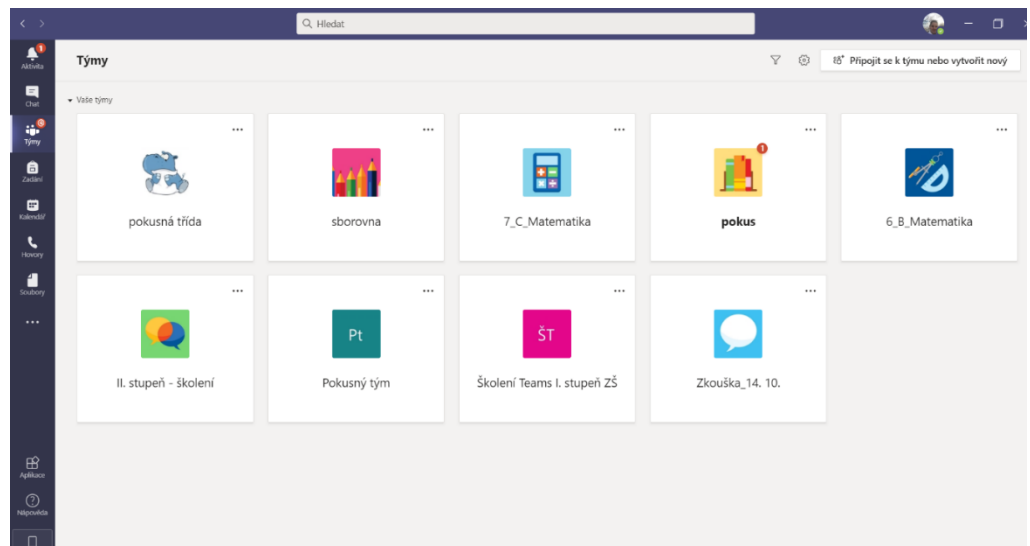 Hledat
Aktivita
1
Chat
Týmy
Zadání
Kalendář
Hovory
Soubory
Aplikace
Nápověda
Týmy
Připojit se k týmu nebo vytvořit nový
Vaše týmy
pokusná třída
sborovna
7_C_Matematika
1
pokus
6_B_Matematika
II. stupeň - školení
Pt
Pokusný tým
ŠT
Školení Teams I. stupeň ZŠ
Zkouška_14. 10.